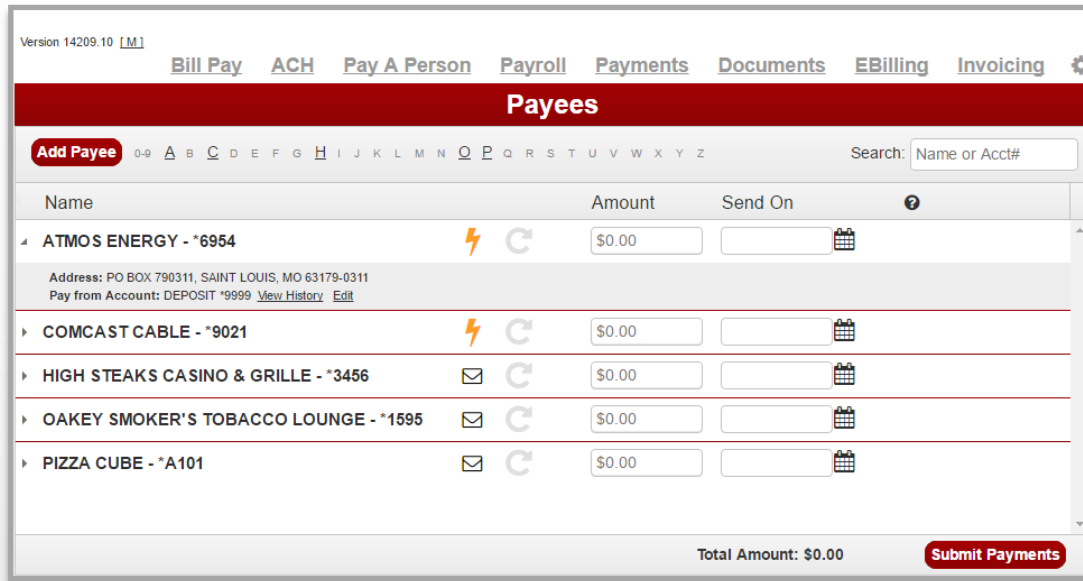 Version 14209.10 [ M ]
Bill Pay ACH Pay A Person Payroll Payments Documents EBilling Invoicing
Payees
Add Payee 0-9 A B C D E F G H I J K L M N O P Q R S T U V W X Y Z Search: Name or Acct#
Name Amount Send On ?
ATMOS ENERGY - *6954 $0.00
Address: PO BOX 790311, SAINT LOUIS, MO 63179-0311
Pay from Account: DEPOSIT *9999 View History Edit
COMCAST CABLE - *9021 $0.00
HIGH STEAKS CASINO & GRILLE - *3456 $0.00
OAKEY SMOKER'S TOBACCO LOUNGE - *1595 $0.00
PIZZA CUBE - *A101 $0.00
Total Amount: $0.00 Submit Payments